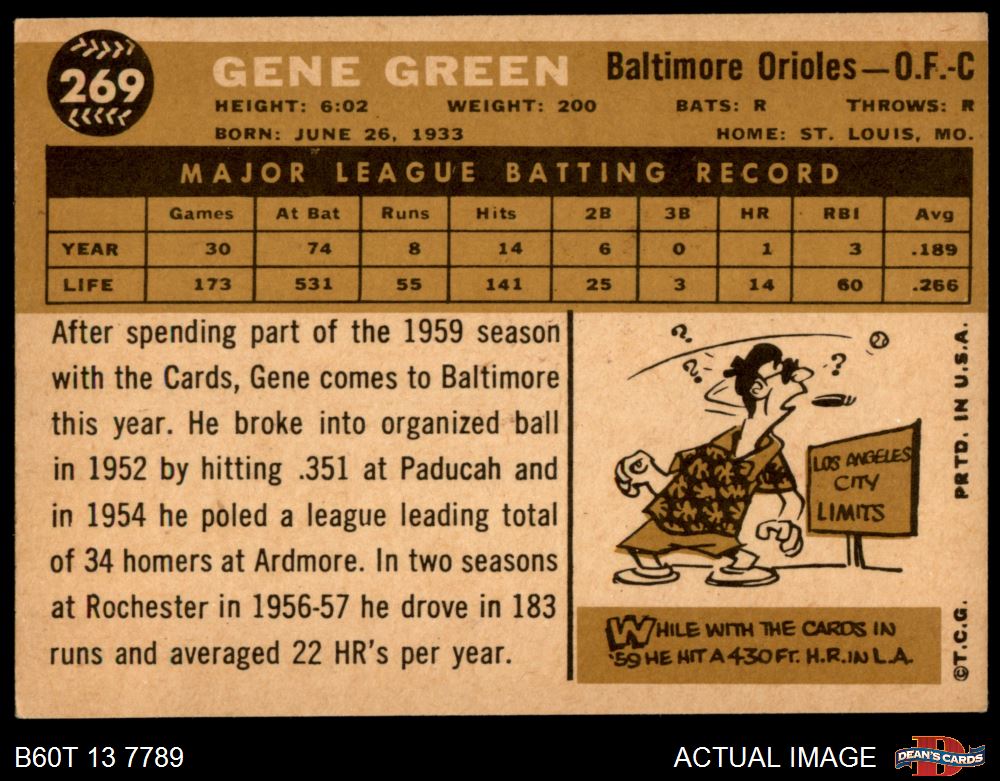 269
GENE GREEN Baltimore Orioles—O.F.-C
HEIGHT: 6:02 WEIGHT: 200 BATS: R THROWS: R
BORN: JUNE 26, 1933 HOME: ST. LOUIS, MO.
MAJOR LEAGUE BATTING RECORD
Games At Bat Runs Hits 2B 3B HR RBI Avg
YEAR 30 74 8 14 6 0 1 3 .189
LIFE 173 531 55 141 25 3 14 60 .266
After spending part of the 1959 season
with the Cards, Gene comes to Baltimore
this year. He broke into organized ball
in 1952 by hitting .351 at Paducah and
in 1954 he poled a league leading total
of 34 homers at Ardmore. In two seasons
at Rochester in 1956-57 he drove in 183
runs and averaged 22 HR's per year.
? ? ?
LOS ANGELES
CITY
LIMITS
WHILE WITH THE CARDS IN
'59 HE HIT A 430 FT. H.R. IN L.A.
©T.C.G. PRTD. IN U.S.A.
B60T 13 7789 ACTUAL IMAGE
D
DEAN'S CARDS